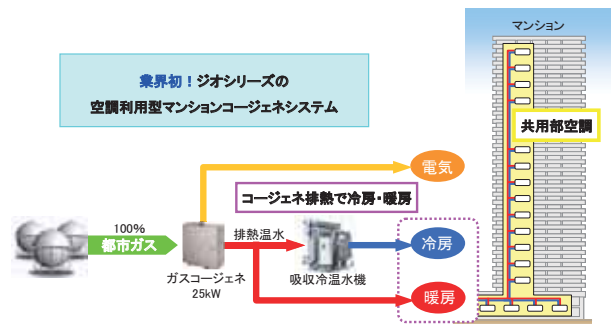 マンション
業界初！ジオシリーズの
空調利用型マンションコージェネシステム
共用部空調
電気
コージェネ排熱で冷房・暖房
100%
都市ガス
排熱温水
冷房
ガスコージェネ
25kW
吸収冷温水機
暖房